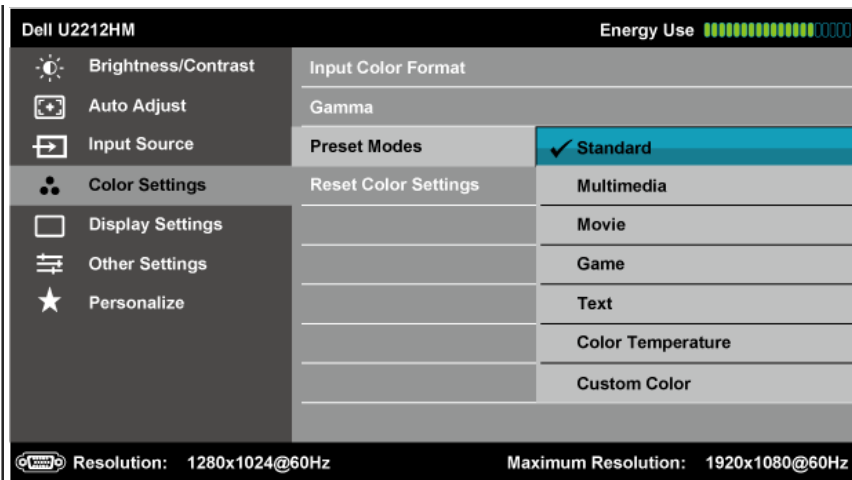 Dell U2212HM Energy Use
Brightness/Contrast Input Color Format
Auto Adjust Gamma
Input Source Preset Modes Standard
Color Settings Reset Color Settings Multimedia
Display Settings Movie
Other Settings Game
Personalize Text
Color Temperature
Custom Color
Resolution: 1280x1024@60Hz Maximum Resolution: 1920x1080@60Hz